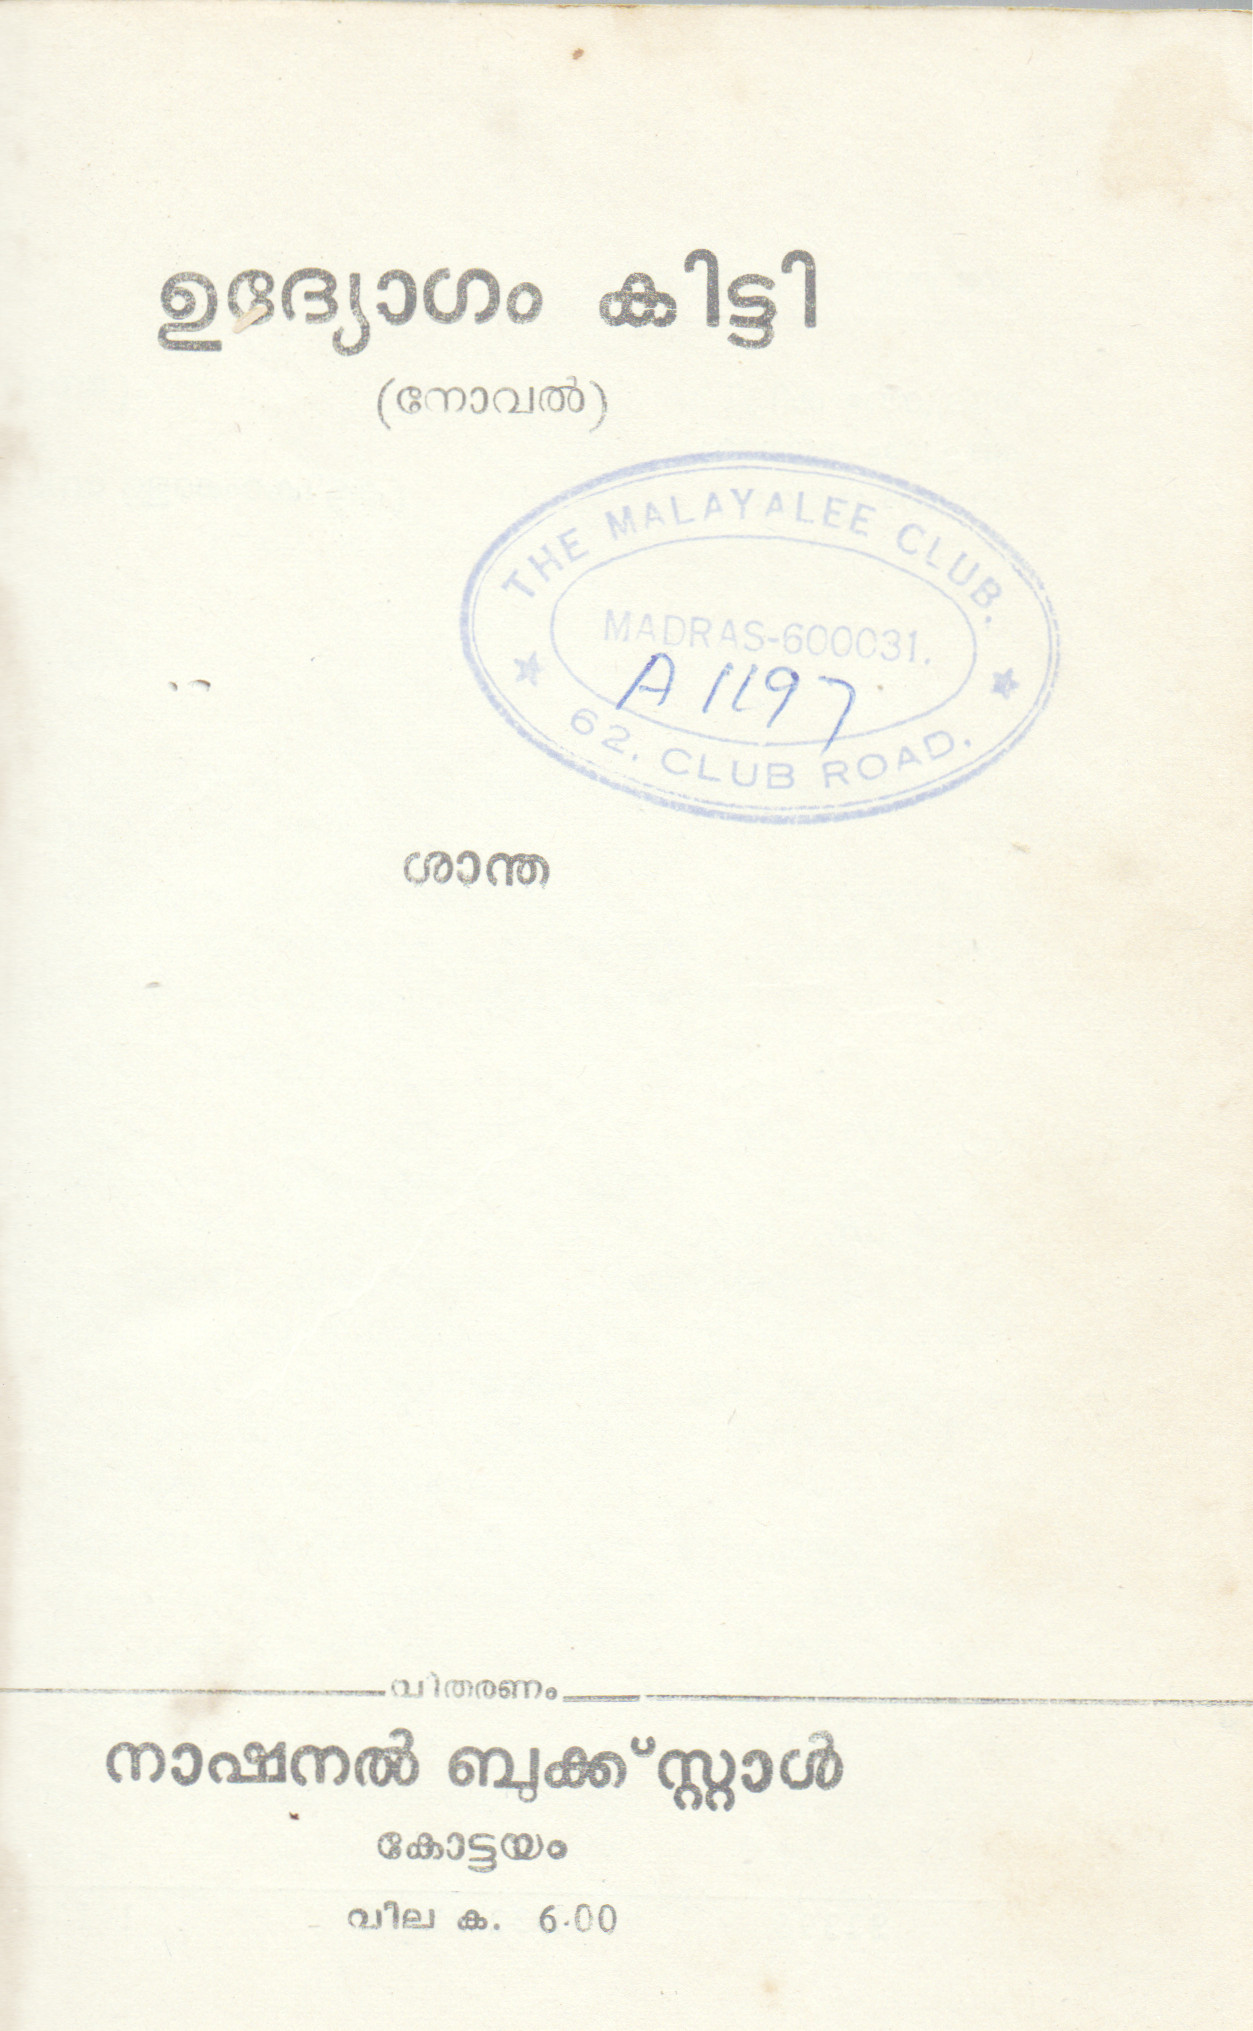 ഉദ്യോഗം കിട്ടി
(നോവൽ)
THE MALAYALEE CLUB.
MADRAS-600031.
A 1197
62, CLUB ROAD.
ശാന്ത
വിതരണം
നാഷനൽ ബുക്ക് സ്റ്റാൾ
കോട്ടയം
വില ക. 6.00